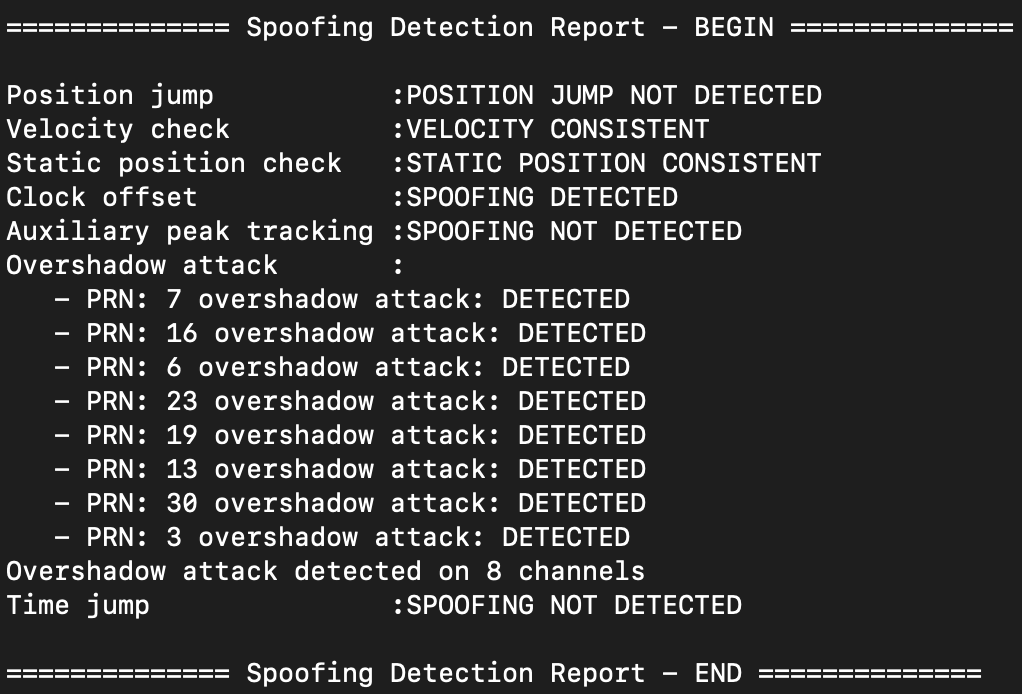 ============== Spoofing Detection Report – BEGIN ==============
Position jump :POSITION JUMP NOT DETECTED
Velocity check :VELOCITY CONSISTENT
Static position check :STATIC POSITION CONSISTENT
Clock offset :SPOOFING DETECTED
Auxiliary peak tracking :SPOOFING NOT DETECTED
Overshadow attack :
– PRN: 7 overshadow attack: DETECTED
– PRN: 16 overshadow attack: DETECTED
– PRN: 6 overshadow attack: DETECTED
– PRN: 23 overshadow attack: DETECTED
– PRN: 19 overshadow attack: DETECTED
– PRN: 13 overshadow attack: DETECTED
– PRN: 30 overshadow attack: DETECTED
– PRN: 3 overshadow attack: DETECTED
Overshadow attack detected on 8 channels
Time jump :SPOOFING NOT DETECTED
============== Spoofing Detection Report – END ==============